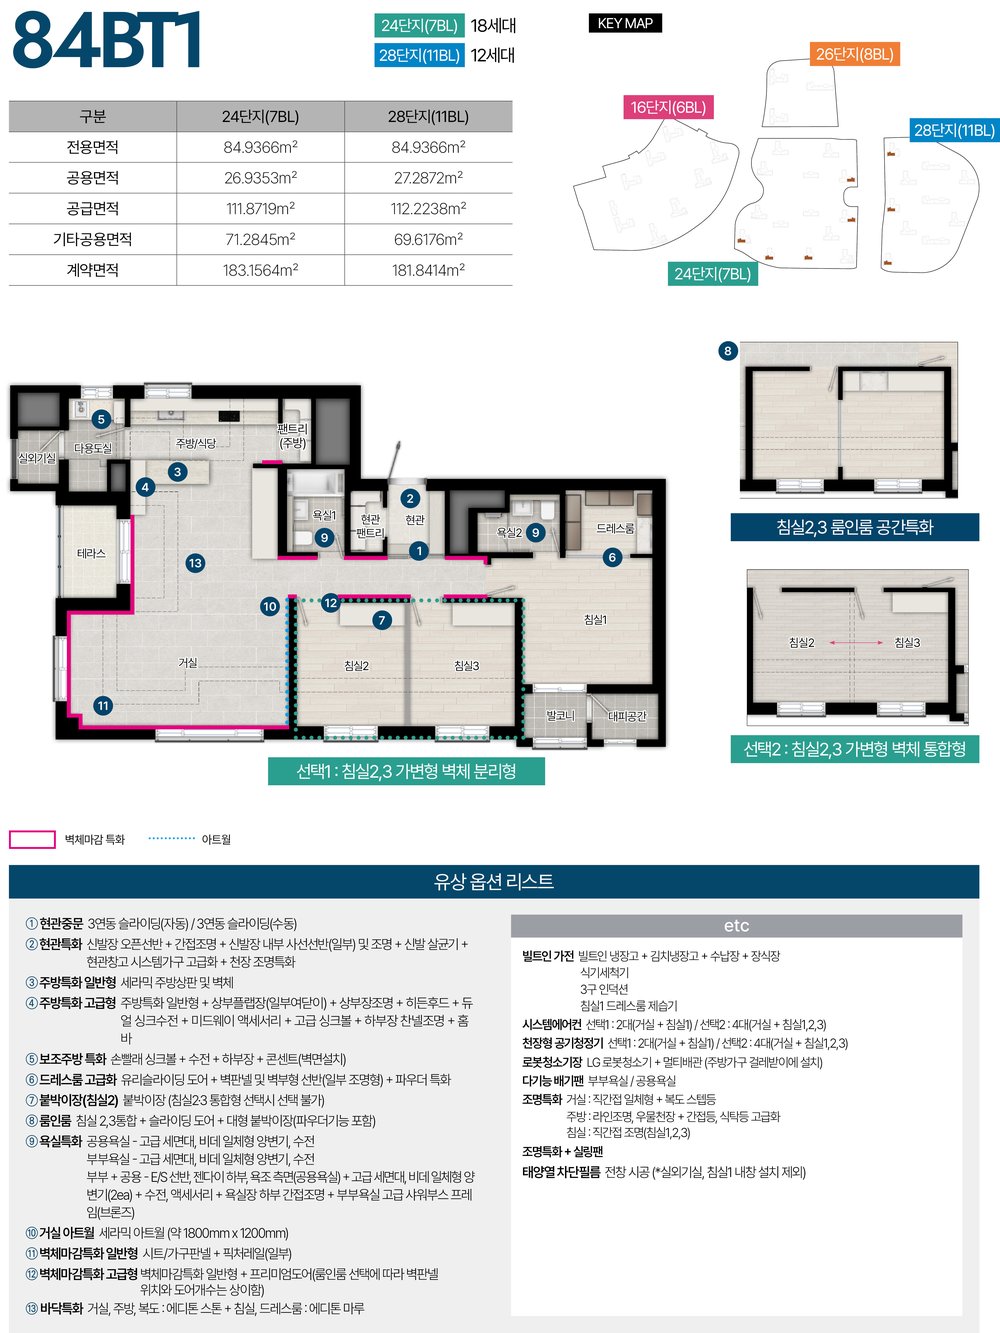 84BT1
24단지(7BL) 18세대
28단지(11BL) 12세대
KEY MAP
26단지(8BL)
16단지(6BL)
28단지(11BL)
24단지(7BL)
구분 24단지(7BL) 28단지(11BL)
전용면적 84.9366m² 84.9366m²
공용면적 26.9353m² 27.2872m²
공급면적 111.8719m² 112.2238m²
기타공용면적 71.2845m² 69.6176m²
계약면적 183.1564m² 181.8414m²
8
5
실외기실
다용도실
주방/식당
팬트리
(주방)
3
4
2
욕실1
현관
팬트리
현관
9
1
욕실2
9
드레스룸
6
테라스
13
10
12
7
침실1
거실
침실2
침실3
11
발코니
대피공간
침실2,3 룸인룸 공간특화
침실2
침실3
선택2 : 침실2,3 가변형 벽체 통합형
선택1 : 침실2,3 가변형 벽체 분리형
벽체마감 특화
아트월
유상 옵션 리스트
① 현관중문 3연동 슬라이딩(자동) / 3연동 슬라이딩(수동)
② 현관특화 신발장 오픈선반 + 간접조명 + 신발장 내부 사선선반(일부) 및 조명 + 신발 살균기 +
현관창고 시스템가구 고급화 + 천장 조명특화
③ 주방특화 일반형 세라믹 주방상판 및 벽체
④ 주방특화 고급형 주방특화 일반형 + 상부플랩장(일부여닫이) + 상부장조명 + 히든후드 + 듀
얼 싱크수전 + 미드웨이 액세서리 + 고급 싱크볼 + 하부장 찬넬조명 + 홈
바
⑤ 보조주방 특화 손빨래 싱크볼 + 수전 + 하부장 + 콘센트(벽면설치)
⑥ 드레스룸 고급화 유리슬라이딩 도어 + 벽판넬 및 벽부형 선반(일부 조명형) + 파우더 특화
⑦ 붙박이장(침실2) 붙박이장 (침실2·3 통합형 선택시 선택 불가)
⑧ 룸인룸 침실 2,3통합 + 슬라이딩 도어 + 대형 붙박이장(파우더기능 포함)
⑨ 욕실특화 공용욕실 - 고급 세면대, 비데 일체형 양변기, 수전
부부욕실 - 고급 세면대, 비데 일체형 양변기, 수전
부부 + 공용 - E/S 선반, 젠다이 하부, 욕조 측면(공용욕실) + 고급 세면대, 비데 일체형 양
변기(2ea) + 수전, 액세서리 + 욕실장 하부 간접조명 + 부부욕실 고급 샤워부스 프레
임(브론즈)
⑩ 거실 아트월 세라믹 아트월 (약 1800mm x 1200mm)
⑪ 벽체마감특화 일반형 시트/가구판넬 + 픽처레일(일부)
⑫ 벽체마감특화 고급형 벽체마감특화 일반형 + 프리미엄도어(룸인룸 선택에 따라 벽판넬
위치와 도어개수는 상이함)
⑬ 바닥특화 거실, 주방, 복도 : 에디톤 스톤 + 침실, 드레스룸 : 에디톤 마루
etc
빌트인 가전 빌트인 냉장고 + 김치냉장고 + 수납장 + 장식장
식기세척기
3구 인덕션
침실1 드레스룸 제습기
시스템에어컨 선택1 : 2대(거실 + 침실1) / 선택2 : 4대(거실 + 침실1,2,3)
천장형 공기청정기 선택1 : 2대(거실 + 침실1) / 선택2 : 4대(거실 + 침실1,2,3)
로봇청소기장 LG 로봇청소기 + 멀티배관 (주방가구 걸레받이에 설치)
다기능 배기팬 부부욕실 / 공용욕실
조명특화 거실 : 직간접 일체형 + 복도 스텝등
주방 : 라인조명, 우물천장 + 간접등, 식탁등 고급화
침실 : 직간접 조명(침실1,2,3)
조명특화 + 실링팬
태양열 차단필름 전창 시공 (*실외기실, 침실1 내창 설치 제외)